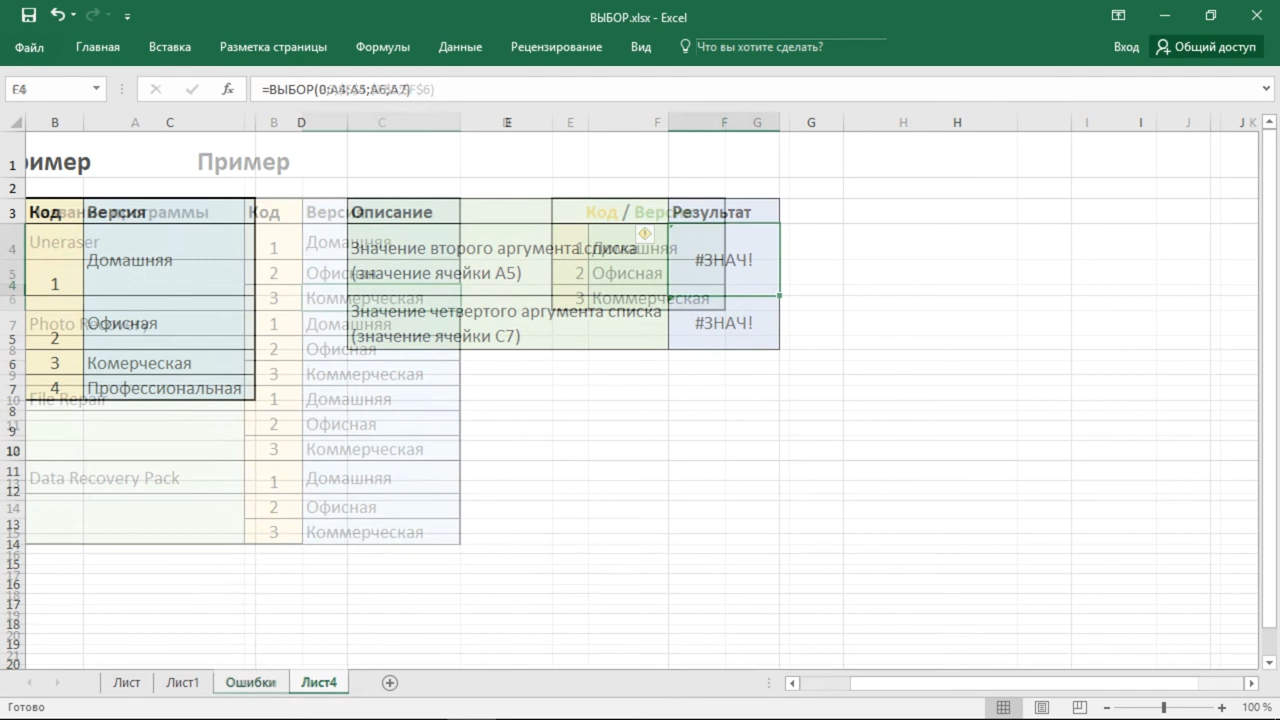 ВЫБОР.xlsx - Excel
Файл Главная Вставка Разметка страницы Формулы Данные Рецензирование Вид Что вы хотите сделать? Вход Общий доступ
=ВЫБОР(0;A4;A5;A6;A7)
B A C B D C E E F F G G H H I I J J K
Пример
Код Версия
Описание
Код / Версия
Результат
Uneraser
1 Домашняя
2 Офисная
3 Комерческая
4 Профессиональная
Значение второго аргумента списка
(значение ячейки A5)
#ЗНАЧ!
Значение четвертого аргумента списка
(значение ячейки C7)
#ЗНАЧ!
1 Домашняя
2 Офисная
3 Коммерческая
Photo Recovery
1 Домашняя
2 Офисная
3 Коммерческая
File Repair
1 Домашняя
2 Офисная
3 Коммерческая
Data Recovery Pack
1 Домашняя
2 Офисная
3 Коммерческая
1 Домашняя
2 Офисная
3 Коммерческая
Лист Лист1 Ошибки Лист4
Готово
100 %